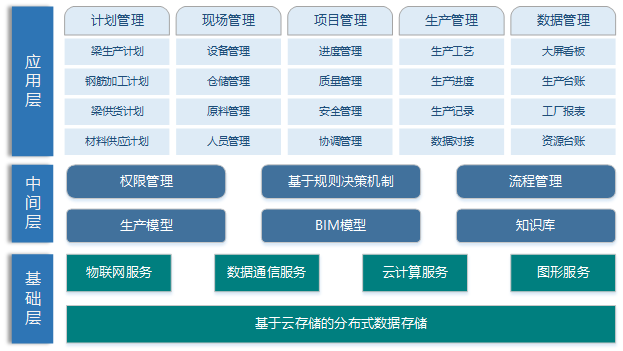 应用层
计划管理 现场管理 项目管理 生产管理 数据管理
梁生产计划 设备管理 进度管理 生产工艺 大屏看板
钢筋加工计划 仓储管理 质量管理 生产进度 生产台账
梁供货计划 原料管理 安全管理 生产记录 工厂报表
材料供应计划 人员管理 协调管理 数据对接 资源台账
中间层
权限管理 基于规则决策机制 流程管理
生产模型 BIM模型 知识库
基础层
物联网服务 数据通信服务 云计算服务 图形服务
基于云存储的分布式数据存储